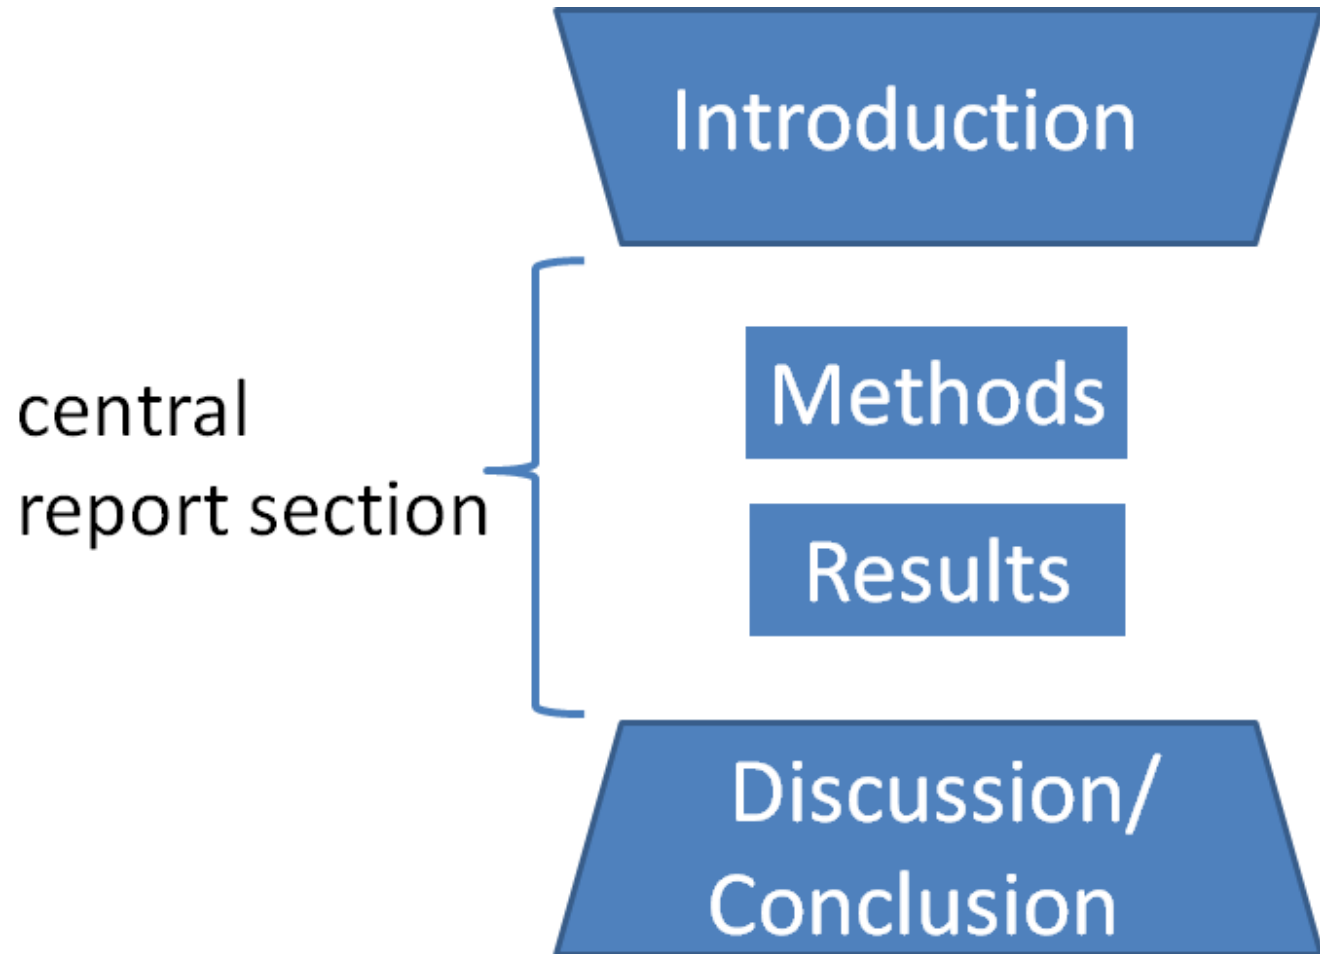 Introduction
central
report section
Methods
Results
Discussion/
Conclusion